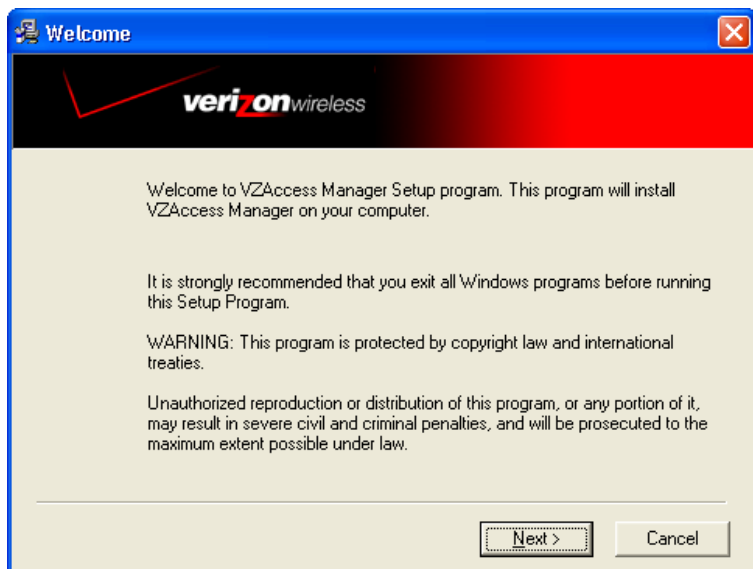 Welcome
verizonwireless
Welcome to VZAccess Manager Setup program. This program will install
VZAccess Manager on your computer.
It is strongly recommended that you exit all Windows programs before running
this Setup Program.
WARNING: This program is protected by copyright law and international
treaties.
Unauthorized reproduction or distribution of this program, or any portion of it,
may result in severe civil and criminal penalties, and will be prosecuted to the
maximum extent possible under law.
Next >
Cancel